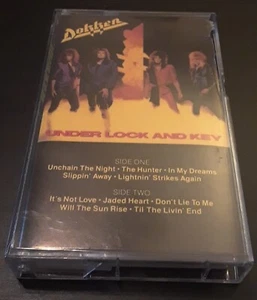 Dokken
UNDER LOCK AND KEY
SIDE ONE
Unchain The Night • The Hunter • In My Dreams
Slippin' Away • Lightnin' Strikes Again
SIDE TWO
It's Not Love • Jaded Heart • Don't Lie To Me
Will The Sun Rise • Til The Livin' End